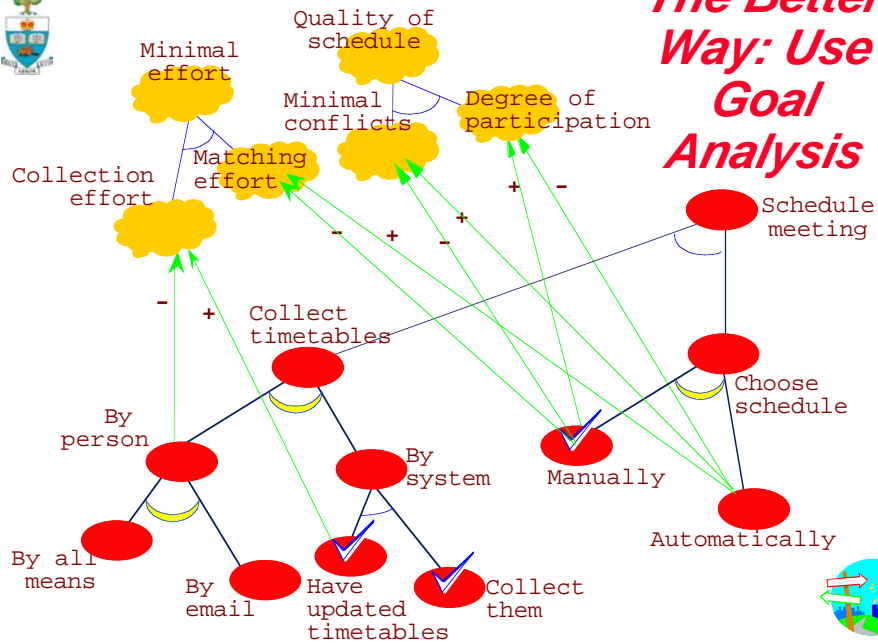 The Better
Way: Use
Goal
Analysis
Quality of
schedule
Minimal
effort
Minimal
conflicts
Degree of
participation
Matching
effort
Collection
effort
+
-
+
-
+
-
Schedule
meeting
-
+
Collect
timetables
Choose
schedule
By
person
By
system
Manually
Automatically
By all
means
By
email
Have
updated
timetables
Collect
them